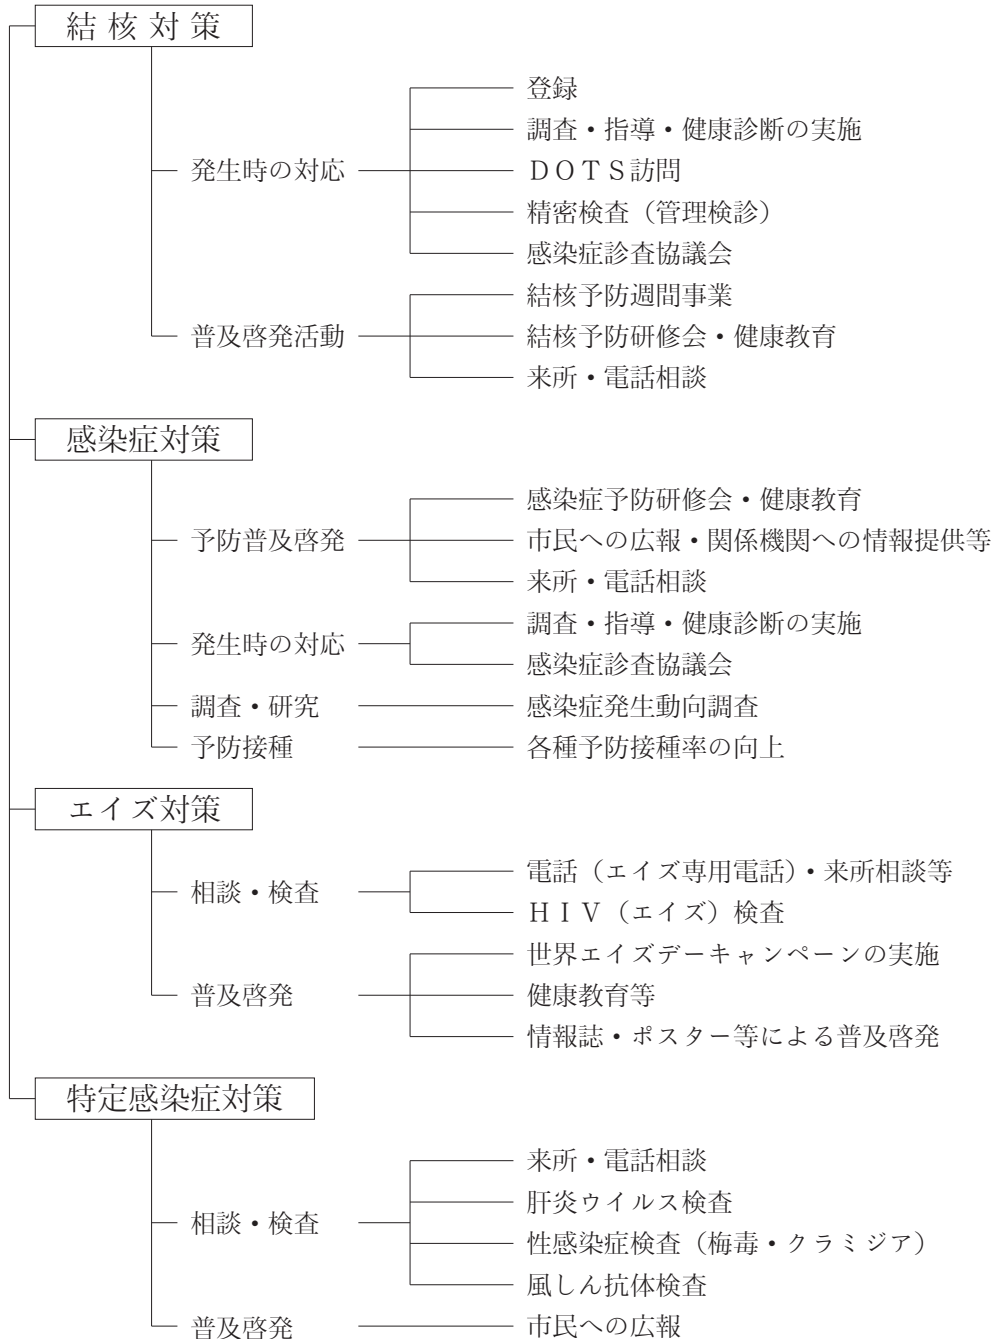 結核対策
登録
調査・指導・健康診断の実施
発生時の対応
ＤＯＴＳ訪問
精密検査（管理検診）
感染症診査協議会
結核予防週間事業
普及啓発活動
結核予防研修会・健康教育
来所・電話相談
感染症対策
感染症予防研修会・健康教育
予防普及啓発
市民への広報・関係機関への情報提供等
来所・電話相談
調査・指導・健康診断の実施
発生時の対応
感染症診査協議会
調査・研究
感染症発生動向調査
予防接種
各種予防接種率の向上
エイズ対策
電話（エイズ専用電話）・来所相談等
相談・検査
ＨＩＶ（エイズ）検査
世界エイズデーキャンペーンの実施
普及啓発
健康教育等
情報誌・ポスター等による普及啓発
特定感染症対策
来所・電話相談
肝炎ウイルス検査
相談・検査
性感染症検査（梅毒・クラミジア）
風しん抗体検査
普及啓発
市民への広報